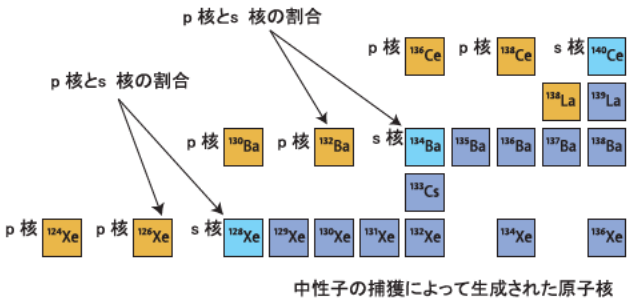 p 核とs 核の割合
p 核 ¹³⁶Ce p 核 ¹³⁸Ce s 核 ¹⁴⁰Ce
p 核とs 核の割合
¹³⁸La ¹³⁹La
p 核 ¹³⁰Ba p 核 ¹³²Ba s 核 ¹³⁴Ba ¹³⁵Ba ¹³⁶Ba ¹³⁷Ba ¹³⁸Ba
¹³³Cs
p 核 ¹²⁴Xe p 核 ¹²⁶Xe s 核 ¹²⁸Xe ¹²⁹Xe ¹³⁰Xe ¹³¹Xe ¹³²Xe ¹³⁴Xe ¹³⁶Xe
中性子の捕獲によって生成された原子核